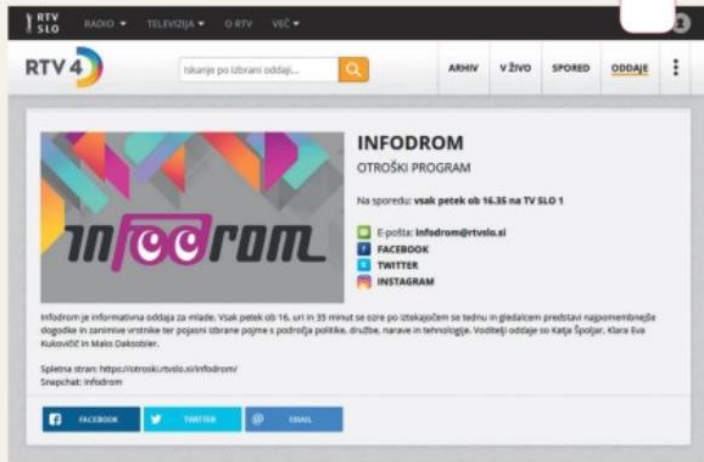 RTV SLO RADIO TELEVIZIJA O RTV VEČ
RTV 4 Iskanje po izbrani oddaji... ARHIV V ŽIVO SPORED ODDAJE
infodrom
INFODROM
OTROŠKI PROGRAM
Na sporedu: vsak petek ob 16.35 na TV SLO 1
E-pošta: infodrom@rtvslo.si
FACEBOOK
TWITTER
INSTAGRAM
Infodrom je informativna oddaja za mlade. Vsak petek ob 16. uri in 35 minut se ozre po iztekajočem se tednu in gledalcem predstavi najpomembnejše
dogodke in zanimive vrstnike ter pojasni izbrane pojme s področja politike, družbe, narave in tehnologije. Voditelji oddaje so Katja Špoljar, Klara Eva
Kukovičič in Maks Daksobler.
Spletna stran: https://otroski.rtvslo.si/infodrom/
Snapchat: Infodrom
FACEBOOK TWITTER EMAIL